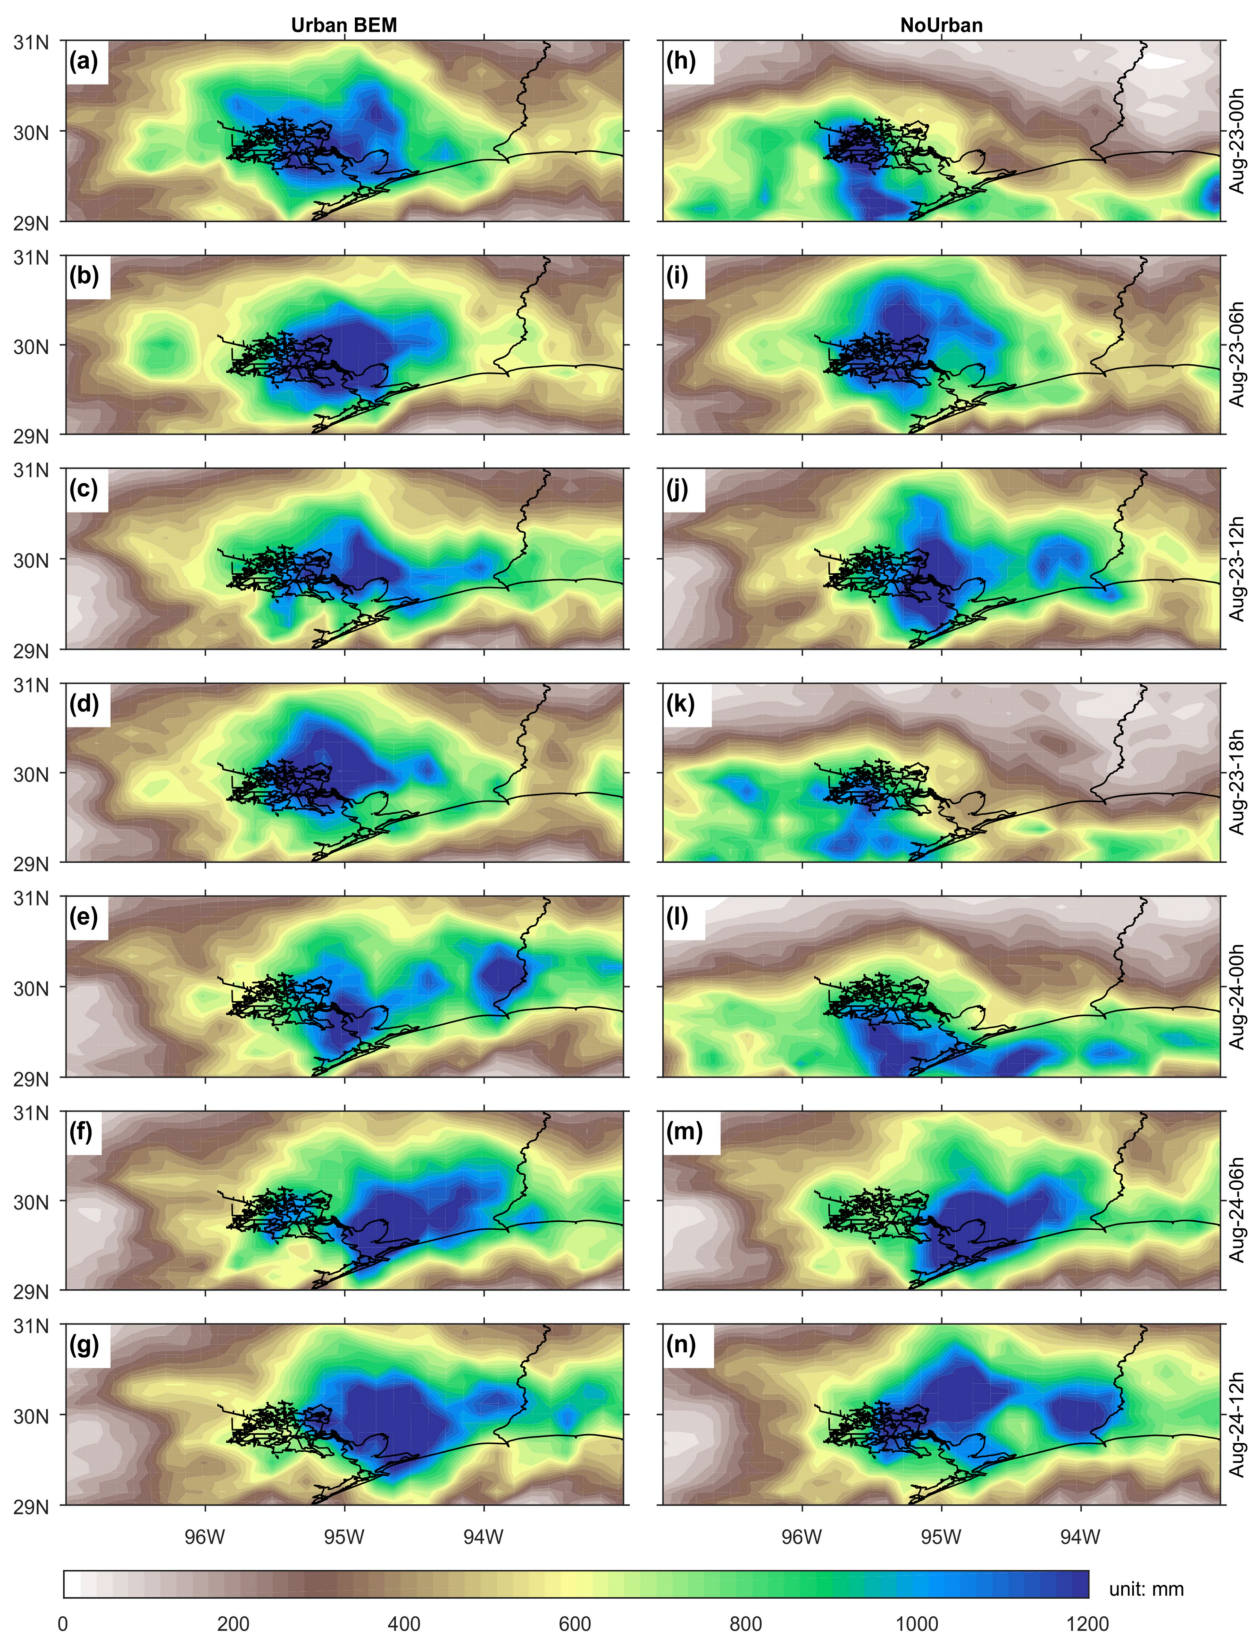 Urban BEM NoUrban
31N (a) (h)
30N
29N
Aug-23-00h
31N (b) (i)
30N
29N
Aug-23-06h
31N (c) (j)
30N
29N
Aug-23-12h
31N (d) (k)
30N
29N
Aug-23-18h
31N (e) (l)
30N
29N
Aug-24-00h
31N (f) (m)
30N
29N
Aug-24-06h
31N (g) (n)
30N
29N
Aug-24-12h
96W 95W 94W 96W 95W 94W
unit: mm
0 200 400 600 800 1000 1200